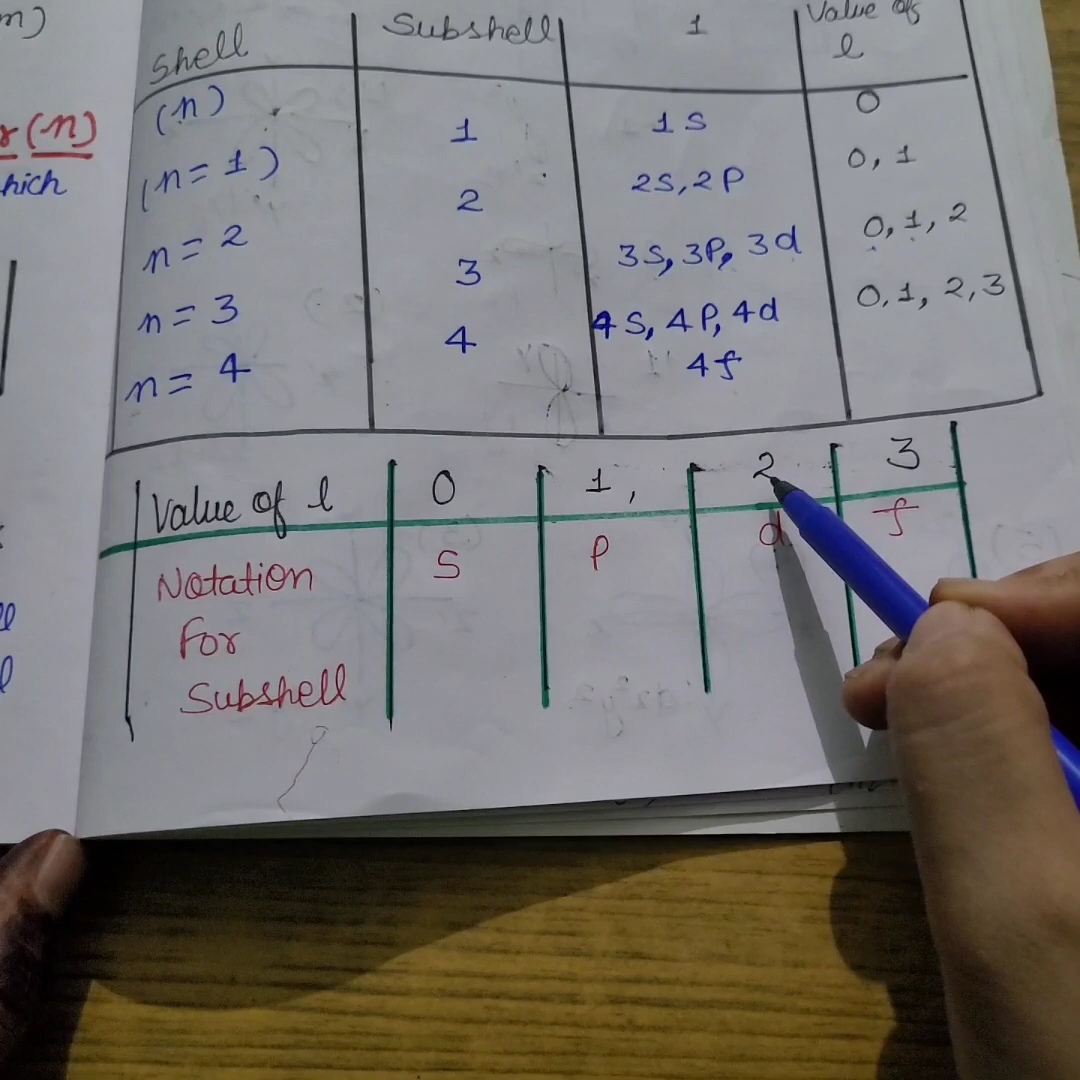 m)
r (n)
hich
Shell Subshell 1 Value of l
(n) 1 1s 0
(n = 1) 2 2s, 2p 0, 1
n = 2 3 3s, 3p, 3d 0, 1, 2
n = 3 4 4s, 4p, 4d 0, 1, 2, 3
n = 4 4f
Value of l 0 1, 2 3
Notation s p d f
For
Subshell